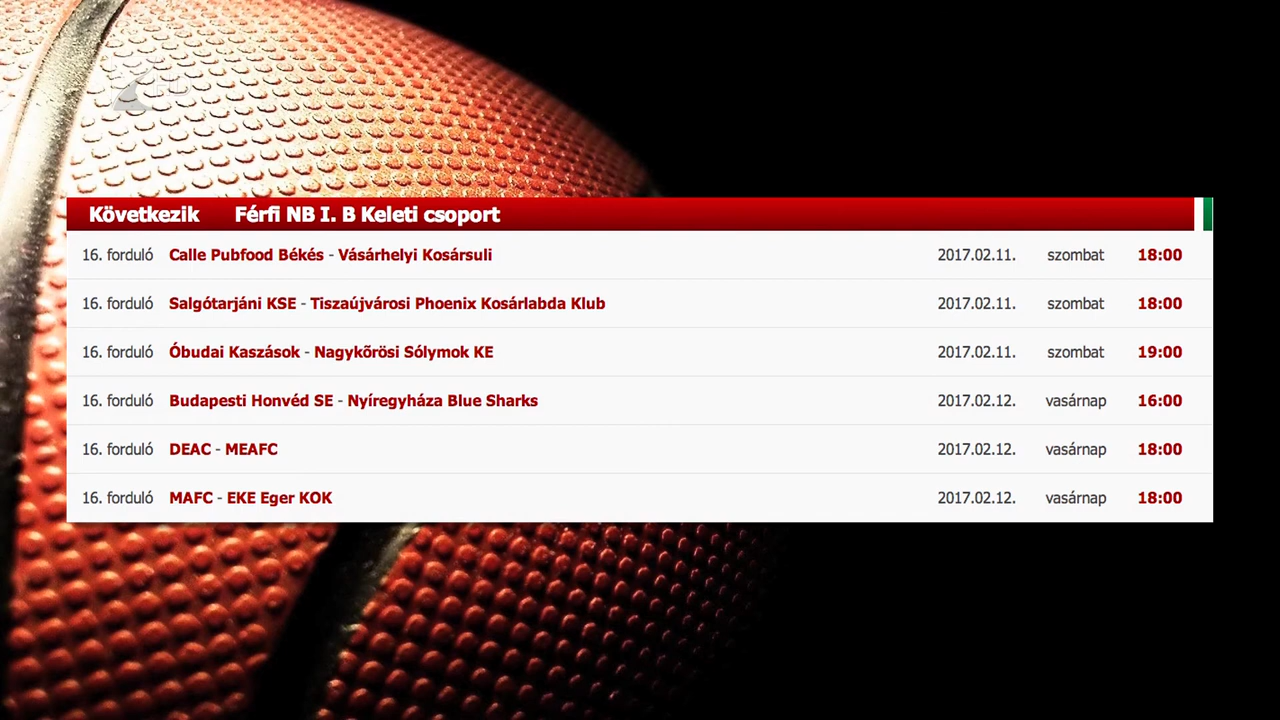 Következik Férfi NB I. B Keleti csoport
16. forduló Calle Pubfood Békés - Vásárhelyi Kosársuli 2017.02.11. szombat 18:00
16. forduló Salgótarjáni KSE - Tiszaújvárosi Phoenix Kosárlabda Klub 2017.02.11. szombat 18:00
16. forduló Óbudai Kaszások - Nagykõrösi Sólymok KE 2017.02.11. szombat 19:00
16. forduló Budapesti Honvéd SE - Nyíregyháza Blue Sharks 2017.02.12. vasárnap 16:00
16. forduló DEAC - MEAFC 2017.02.12. vasárnap 18:00
16. forduló MAFC - EKE Eger KOK 2017.02.12. vasárnap 18:00